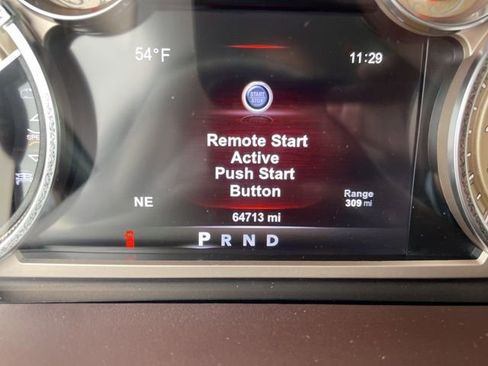 54°F
11:29
START
STOP
Remote Start
Active
Push Start
Button
NE
Range
309 mi
64713 mi
P R N D